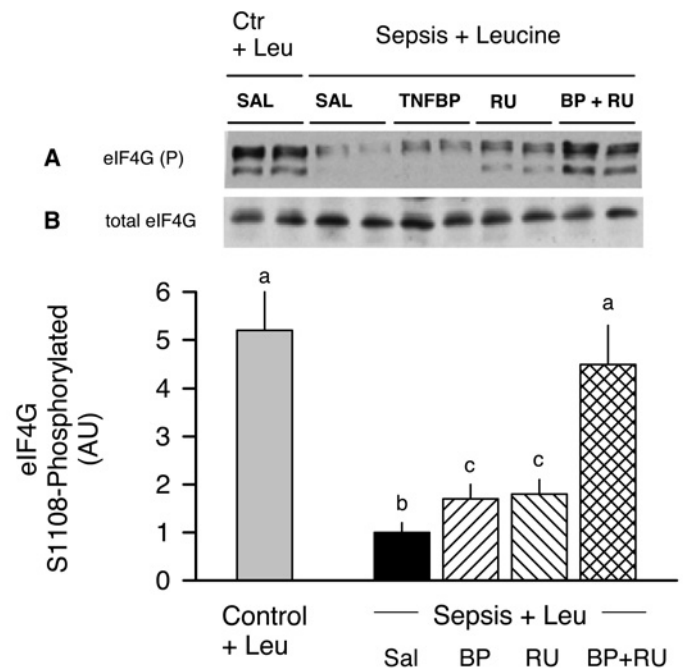 Ctr
+ Leu
Sepsis + Leucine
SAL SAL TNFBP RU BP + RU
A eIF4G (P)
B total eIF4G
eIF4G
S1108-Phosphorylated
(AU)
6
5
4
3
2
1
0
a
b
c
c
a
Control
+ Leu
Sepsis + Leu
Sal BP RU BP+RU